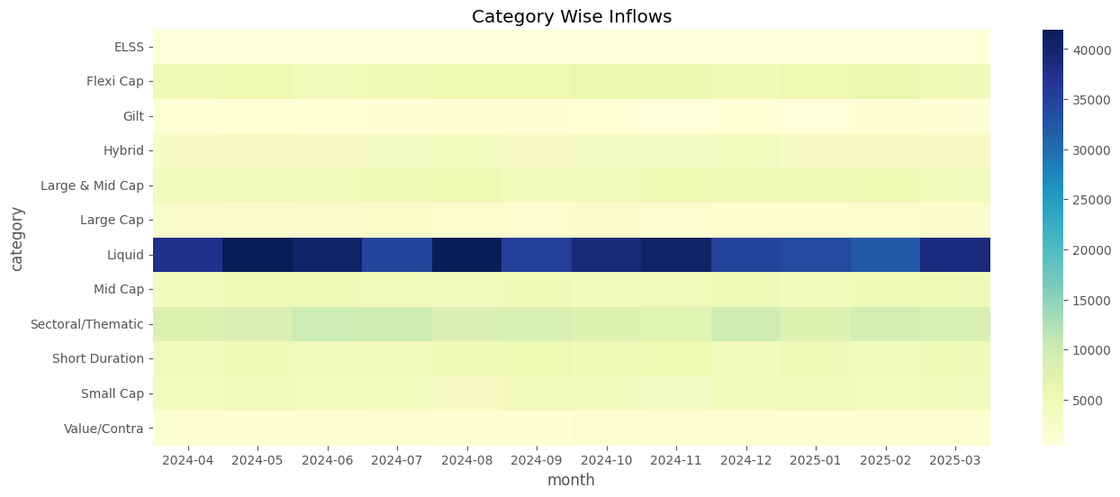 Category Wise Inflows
category
ELSS
Flexi Cap
Gilt
Hybrid
Large & Mid Cap
Large Cap
Liquid
Mid Cap
Sectoral/Thematic
Short Duration
Small Cap
Value/Contra
2024-04 2024-05 2024-06 2024-07 2024-08 2024-09 2024-10 2024-11 2024-12 2025-01 2025-02 2025-03
month
40000
35000
30000
25000
20000
15000
10000
5000